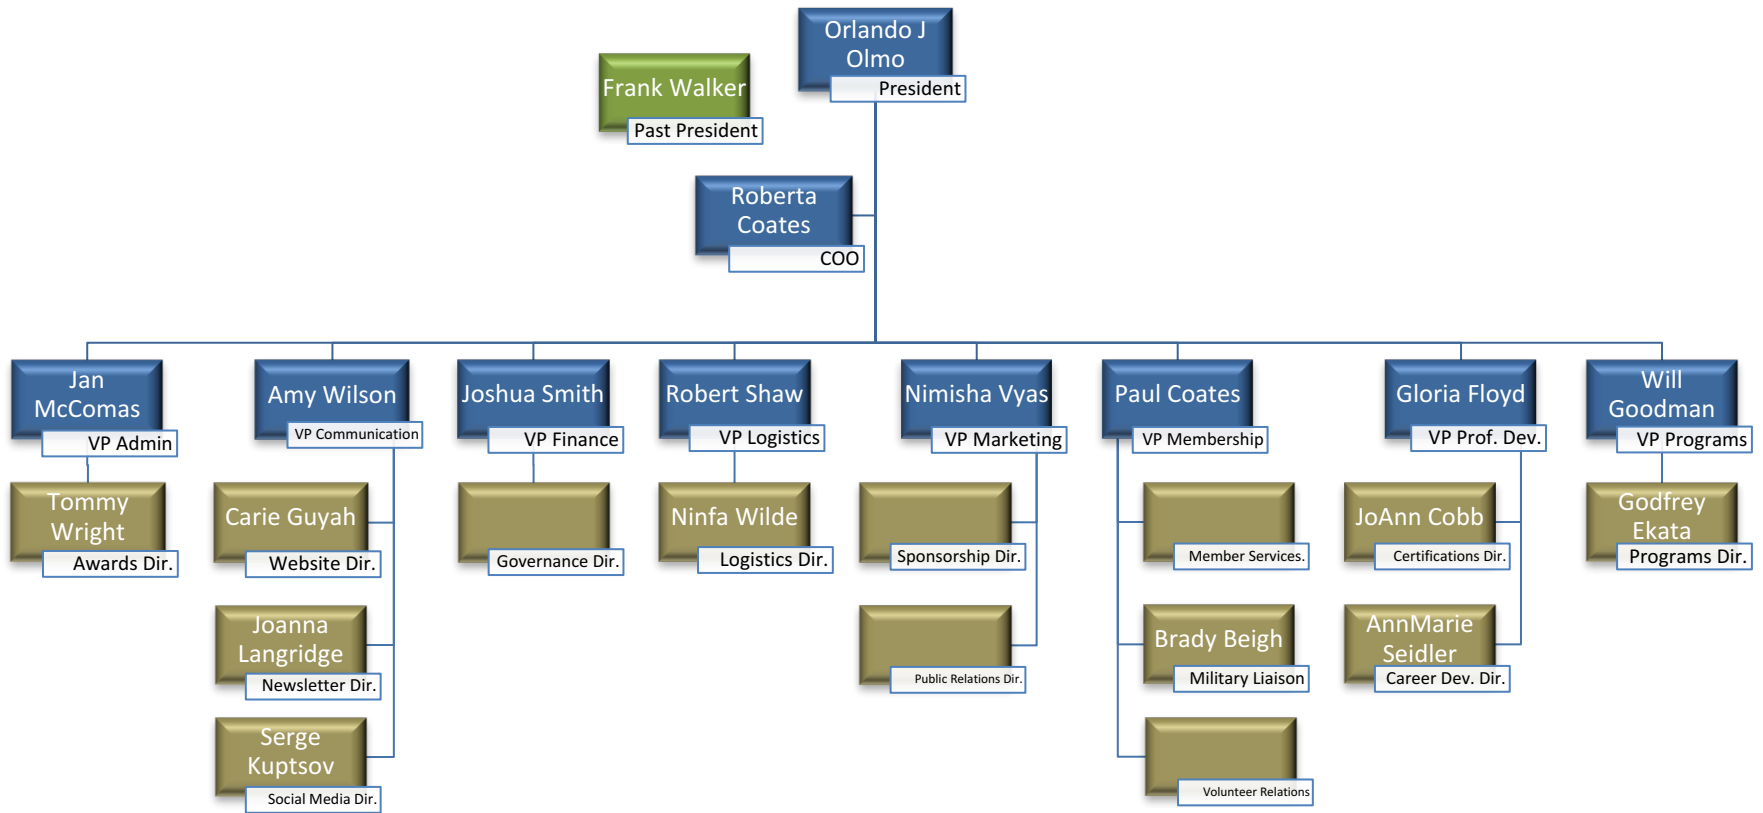 Orlando J
Olmo
President
Frank Walker
Past President
Roberta
Coates
COO
Jan
McComas
VP Admin
Amy Wilson
VP Communication
Joshua Smith
VP Finance
Robert Shaw
VP Logistics
Nimisha Vyas
VP Marketing
Paul Coates
VP Membership
Gloria Floyd
VP Prof. Dev.
Will
Goodman
VP Programs
Tommy
Wright
Awards Dir.
Carie Guyah
Website Dir.
Governance Dir.
Ninfa Wilde
Logistics Dir.
Sponsorship Dir.
Member Services.
JoAnn Cobb
Certifications Dir.
Godfrey
Ekata
Programs Dir.
Joanna
Langridge
Newsletter Dir.
Public Relations Dir.
Brady Beigh
Military Liaison
AnnMarie
Seidler
Career Dev. Dir.
Serge
Kuptsov
Social Media Dir.
Volunteer Relations